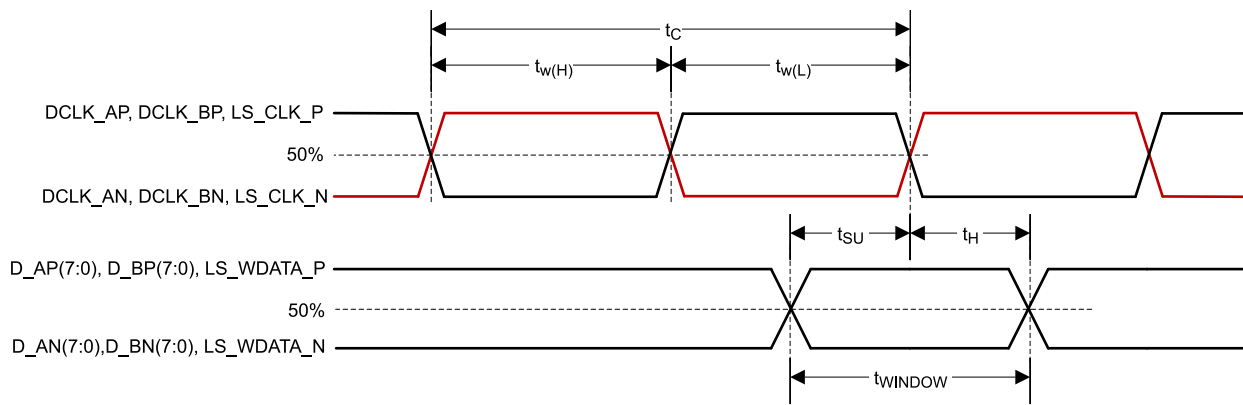 tC
tw(H)
tw(L)
DCLK_AP, DCLK_BP, LS_CLK_P
50%
DCLK_AN, DCLK_BN, LS_CLK_N
tSU
tH
D_AP(7:0), D_BP(7:0), LS_WDATA_P
50%
D_AN(7:0),D_BN(7:0), LS_WDATA_N
tWINDOW